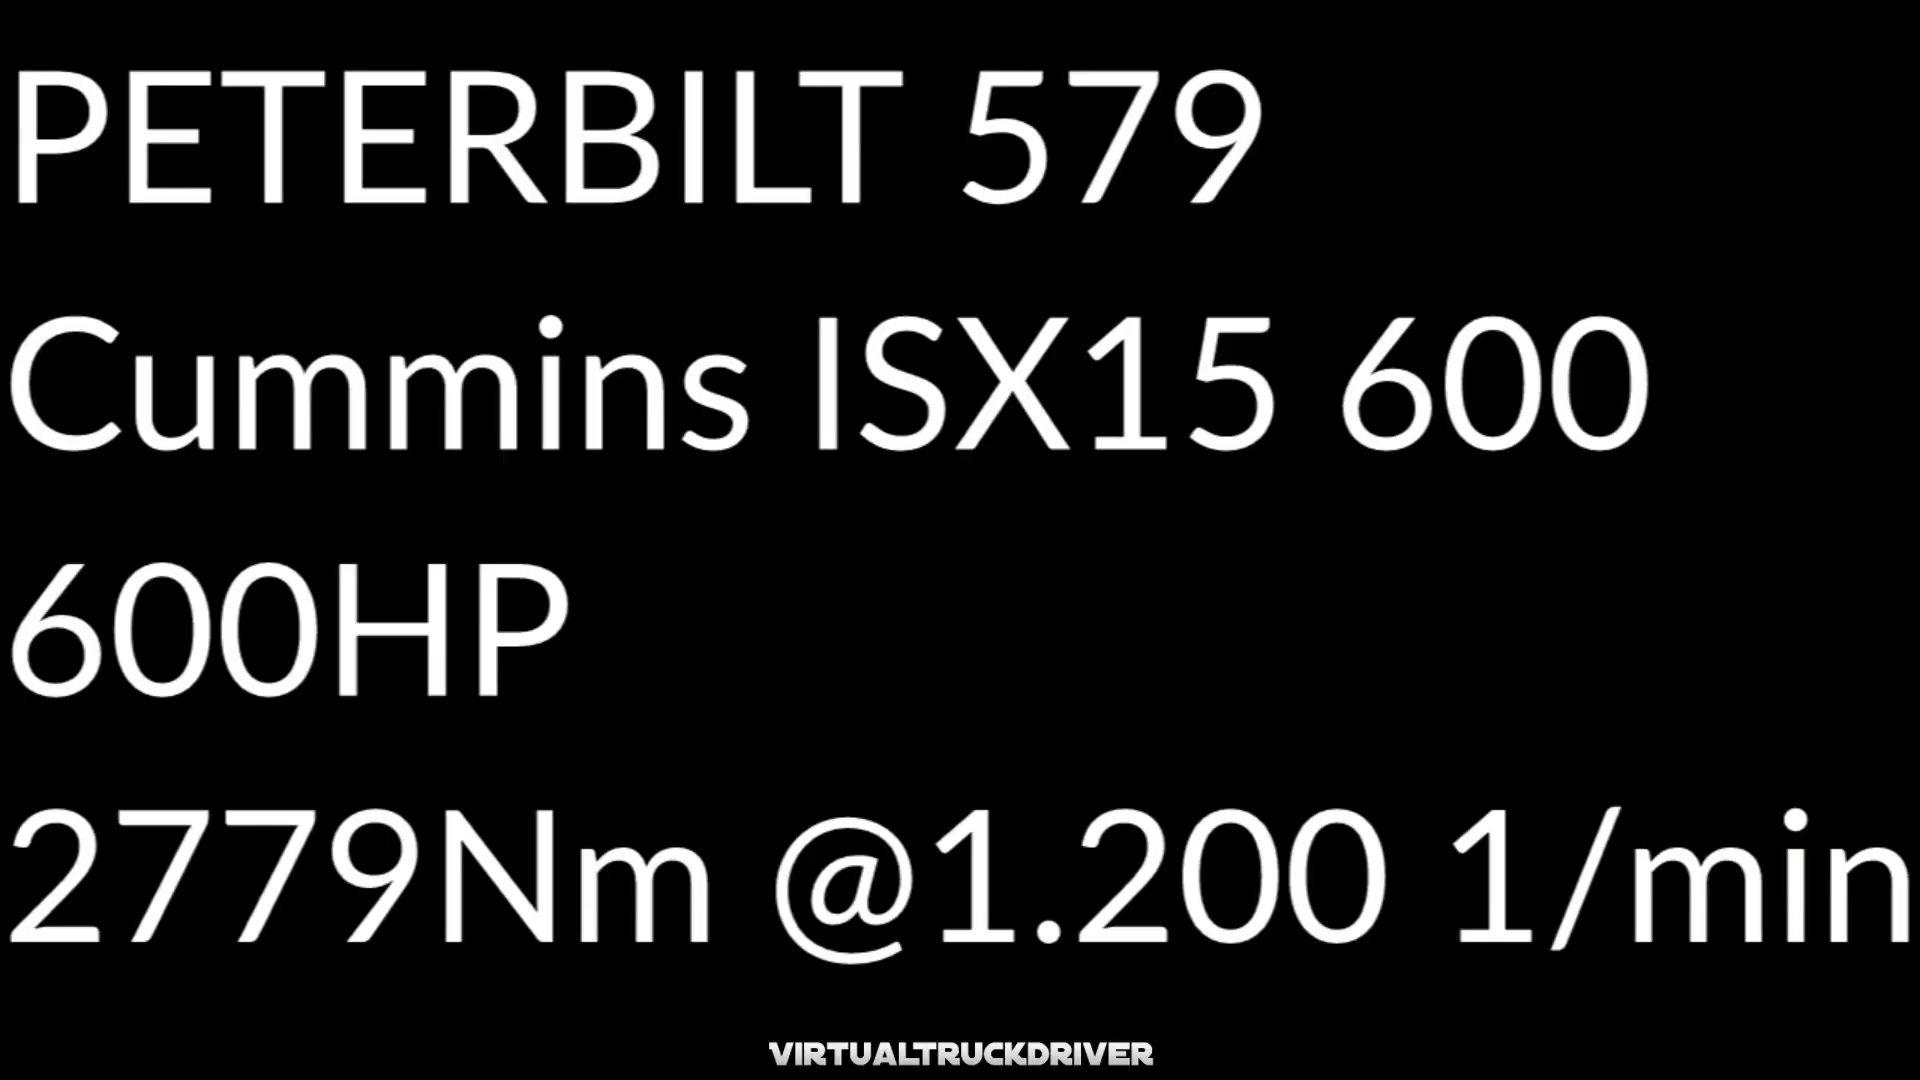 PETERBILT 579
Cummins ISX15 600
600HP
2779Nm @1.200 1/min
VIRTUALTRUCKDRIVER